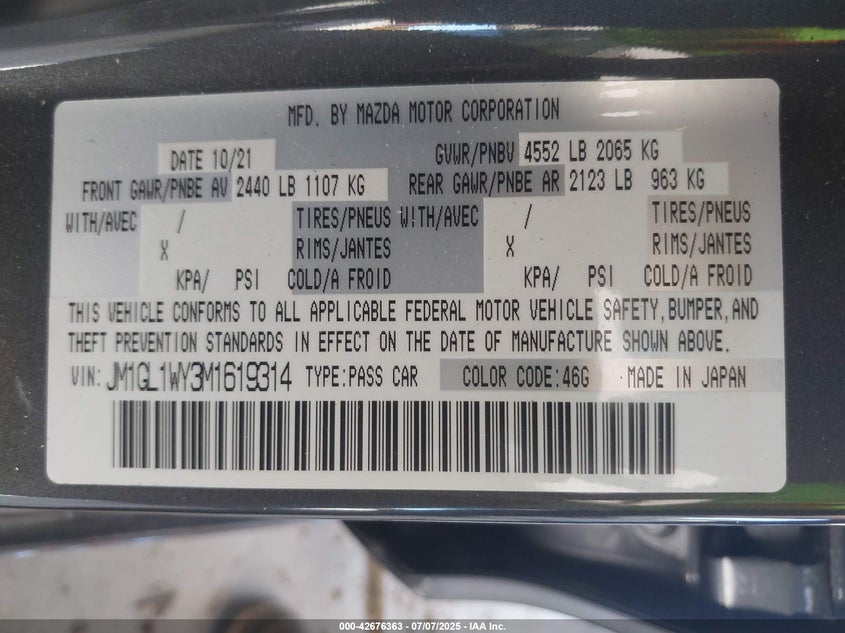 MFD. BY MAZDA MOTOR CORPORATION
DATE 10/21 GVWR/PNBV 4552 LB 2065 KG
FRONT GAWR/PNBE AV 2440 LB 1107 KG REAR GAWR/PNBE AR 2123 LB 963 KG
WITH/AVEC / TIRES/PNEUS WITH/AVEC / TIRES/PNEUS
X RIMS/JANTES X RIMS/JANTES
KPA/ PSI COLD/A FROID KPA/ PSI COLD/A FROID
THIS VEHICLE CONFORMS TO ALL APPLICABLE FEDERAL MOTOR VEHICLE SAFETY, BUMPER, AND
THEFT PREVENTION STANDARDS IN EFFECT ON THE DATE OF MANUFACTURE SHOWN ABOVE.
VIN: JM1GL1WY3M1619314 TYPE:PASS CAR COLOR CODE:46G MADE IN JAPAN
000-42676363 - 07/07/2025 - IAA Inc.